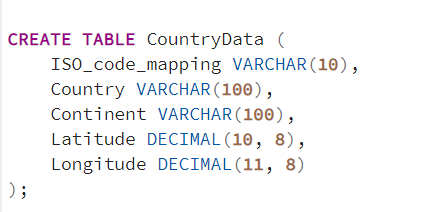 CREATE TABLE CountryData (
    ISO_code_mapping VARCHAR(10),
    Country VARCHAR(100),
    Continent VARCHAR(100),
    Latitude DECIMAL(10, 8),
    Longitude DECIMAL(11, 8)
);